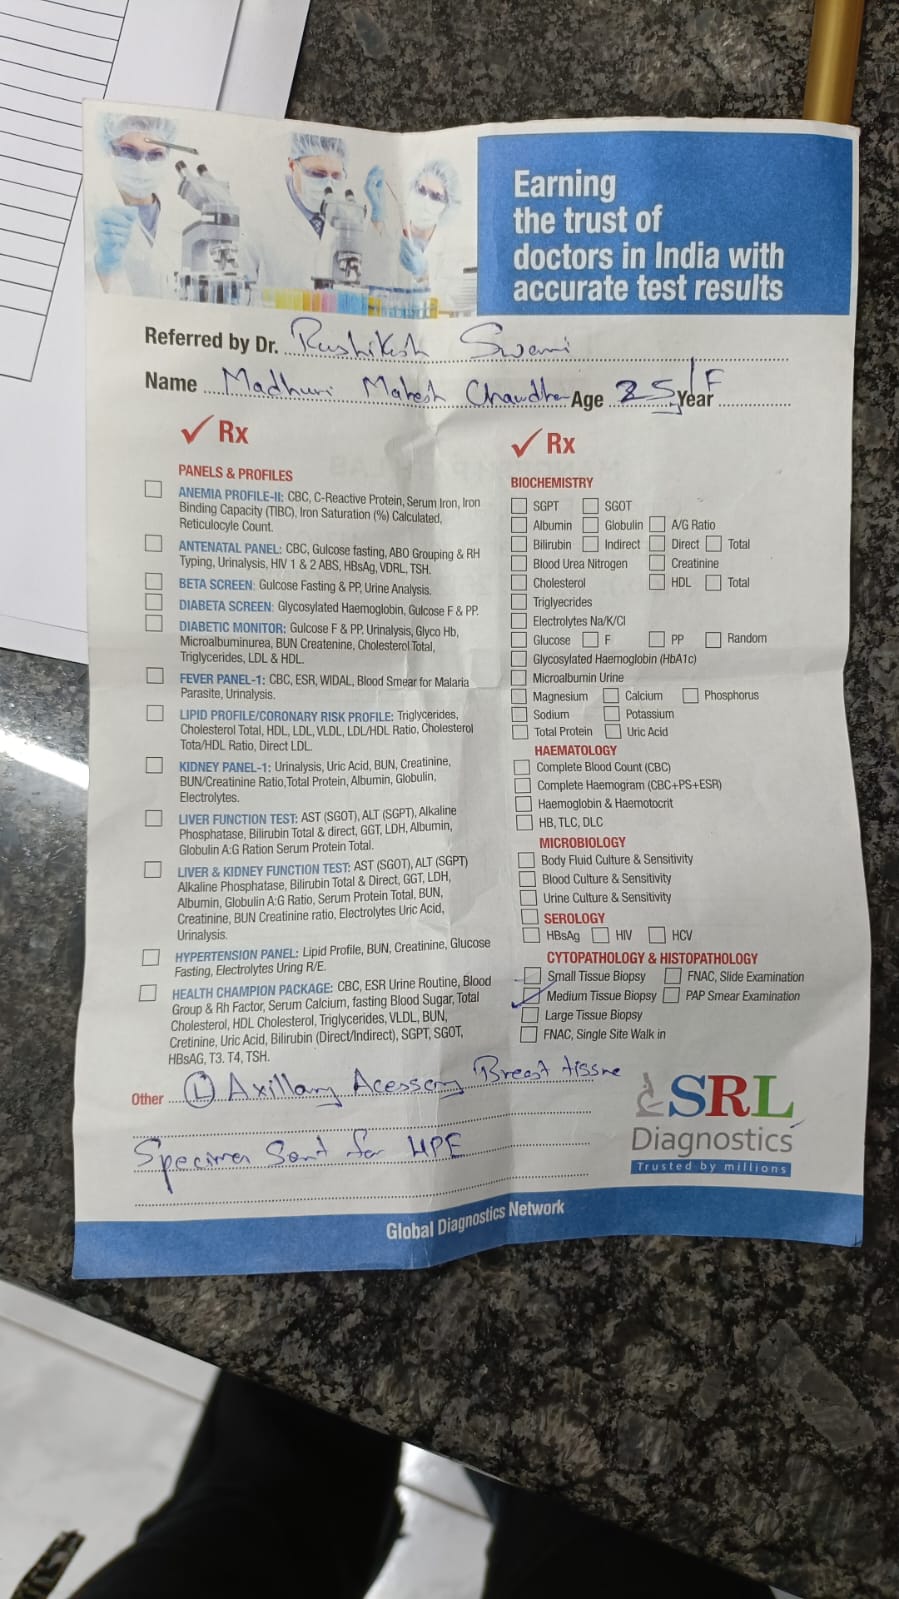 Earning
the trust of
doctors in India with
accurate test results
Referred by Dr. Rushikesh Swami
Name Madhuri Mahesh Chaudhari Age 35 Year F
Rx
PANELS & PROFILES
ANEMIA PROFILE-II: CBC, C-Reactive Protein, Serum Iron, Iron
Binding Capacity (TIBC), Iron Saturation (%) Calculated,
Reticulocyte Count.
ANTENATAL PANEL: CBC, Gulcose fasting, ABO Grouping & RH
Typing, Urinalysis, HIV 1 & 2 ABS, HBsAg, VDRL, TSH.
BETA SCREEN: Gulcose Fasting & PP, Urine Analysis.
DIABETA SCREEN: Glycosylated Haemoglobin, Gulcose F & PP.
DIABETIC MONITOR: Gulcose F & PP, Urinalysis, Glyco Hb,
Microalbuminurea, BUN Createnine, Cholesterol Total,
Triglycerides, LDL & HDL.
FEVER PANEL-1: CBC, ESR, WIDAL, Blood Smear for Malaria
Parasite, Urinalysis.
LIPID PROFILE/CORONARY RISK PROFILE: Triglycerides,
Cholesterol Total, HDL, LDL, VLDL, LDL/HDL Ratio, Cholesterol
Tota/HDL Ratio, Direct LDL.
KIDNEY PANEL-1: Urinalysis, Uric Acid, BUN, Creatinine,
BUN/Creatinine Ratio,Total Protein, Albumin, Globulin,
Electrolytes.
LIVER FUNCTION TEST: AST (SGOT), ALT (SGPT), Alkaline
Phosphatase, Bilirubin Total & direct, GGT, LDH, Albumin,
Globulin A:G Ration Serum Protein Total.
LIVER & KIDNEY FUNCTION TEST: AST (SGOT), ALT (SGPT)
Alkaline Phosphatase, Bilirubin Total & Direct, GGT, LDH,
Albumin, Globulin A:G Ratio, Serum Protein Total, BUN,
Creatinine, BUN Creatinine ratio, Electrolytes Uric Acid,
Urinalysis.
HYPERTENSION PANEL: Lipid Profile, BUN, Creatinine, Glucose
Fasting, Electrolytes Uring R/E.
HEALTH CHAMPION PACKAGE: CBC, ESR Urine Routine, Blood
Group & Rh Factor, Serum Calcium, fasting Blood Sugar, Total
Cholesterol, HDL Cholesterol, Triglycerides, VLDL, BUN,
Cretinine, Uric Acid, Bilirubin (Direct/Indirect), SGPT, SGOT,
HBsAG, T3. T4, TSH.
Rx
BIOCHEMISTRY
SGPT SGOT
Albumin Globulin A/G Ratio
Bilirubin Indirect Direct Total
Blood Urea Nitrogen Creatinine
Cholesterol HDL Total
Triglyecrides
Electrolytes Na/K/Cl
Glucose F PP Random
Glycosylated Haemoglobin (HbA1c)
Microalbumin Urine
Magnesium Calcium Phosphorus
Sodium Potassium
Total Protein Uric Acid
HAEMATOLOGY
Complete Blood Count (CBC)
Complete Haemogram (CBC+PS+ESR)
Haemoglobin & Haemotocrit
HB, TLC, DLC
MICROBIOLOGY
Body Fluid Culture & Sensitivity
Blood Culture & Sensitivity
Urine Culture & Sensitivity
SEROLOGY
HBsAg HIV HCV
CYTOPATHOLOGY & HISTOPATHOLOGY
Small Tissue Biopsy FNAC, Slide Examination
Medium Tissue Biopsy PAP Smear Examination
Large Tissue Biopsy
FNAC, Single Site Walk in
Other (L) Axillary Acessory Breast tissue
Specimen Sent for HPE
SRL
Diagnostics
Trusted by millions
Global Diagnostics Network